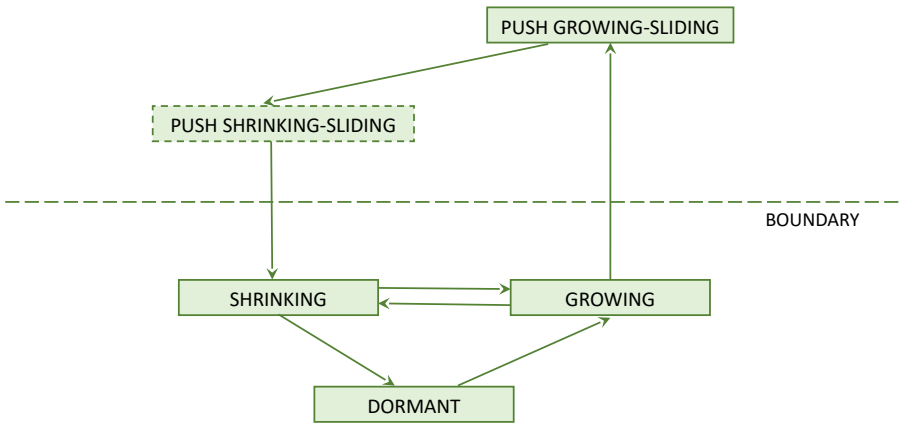 PUSH GROWING-SLIDING
PUSH SHRINKING-SLIDING
BOUNDARY
SHRINKING
GROWING
DORMANT